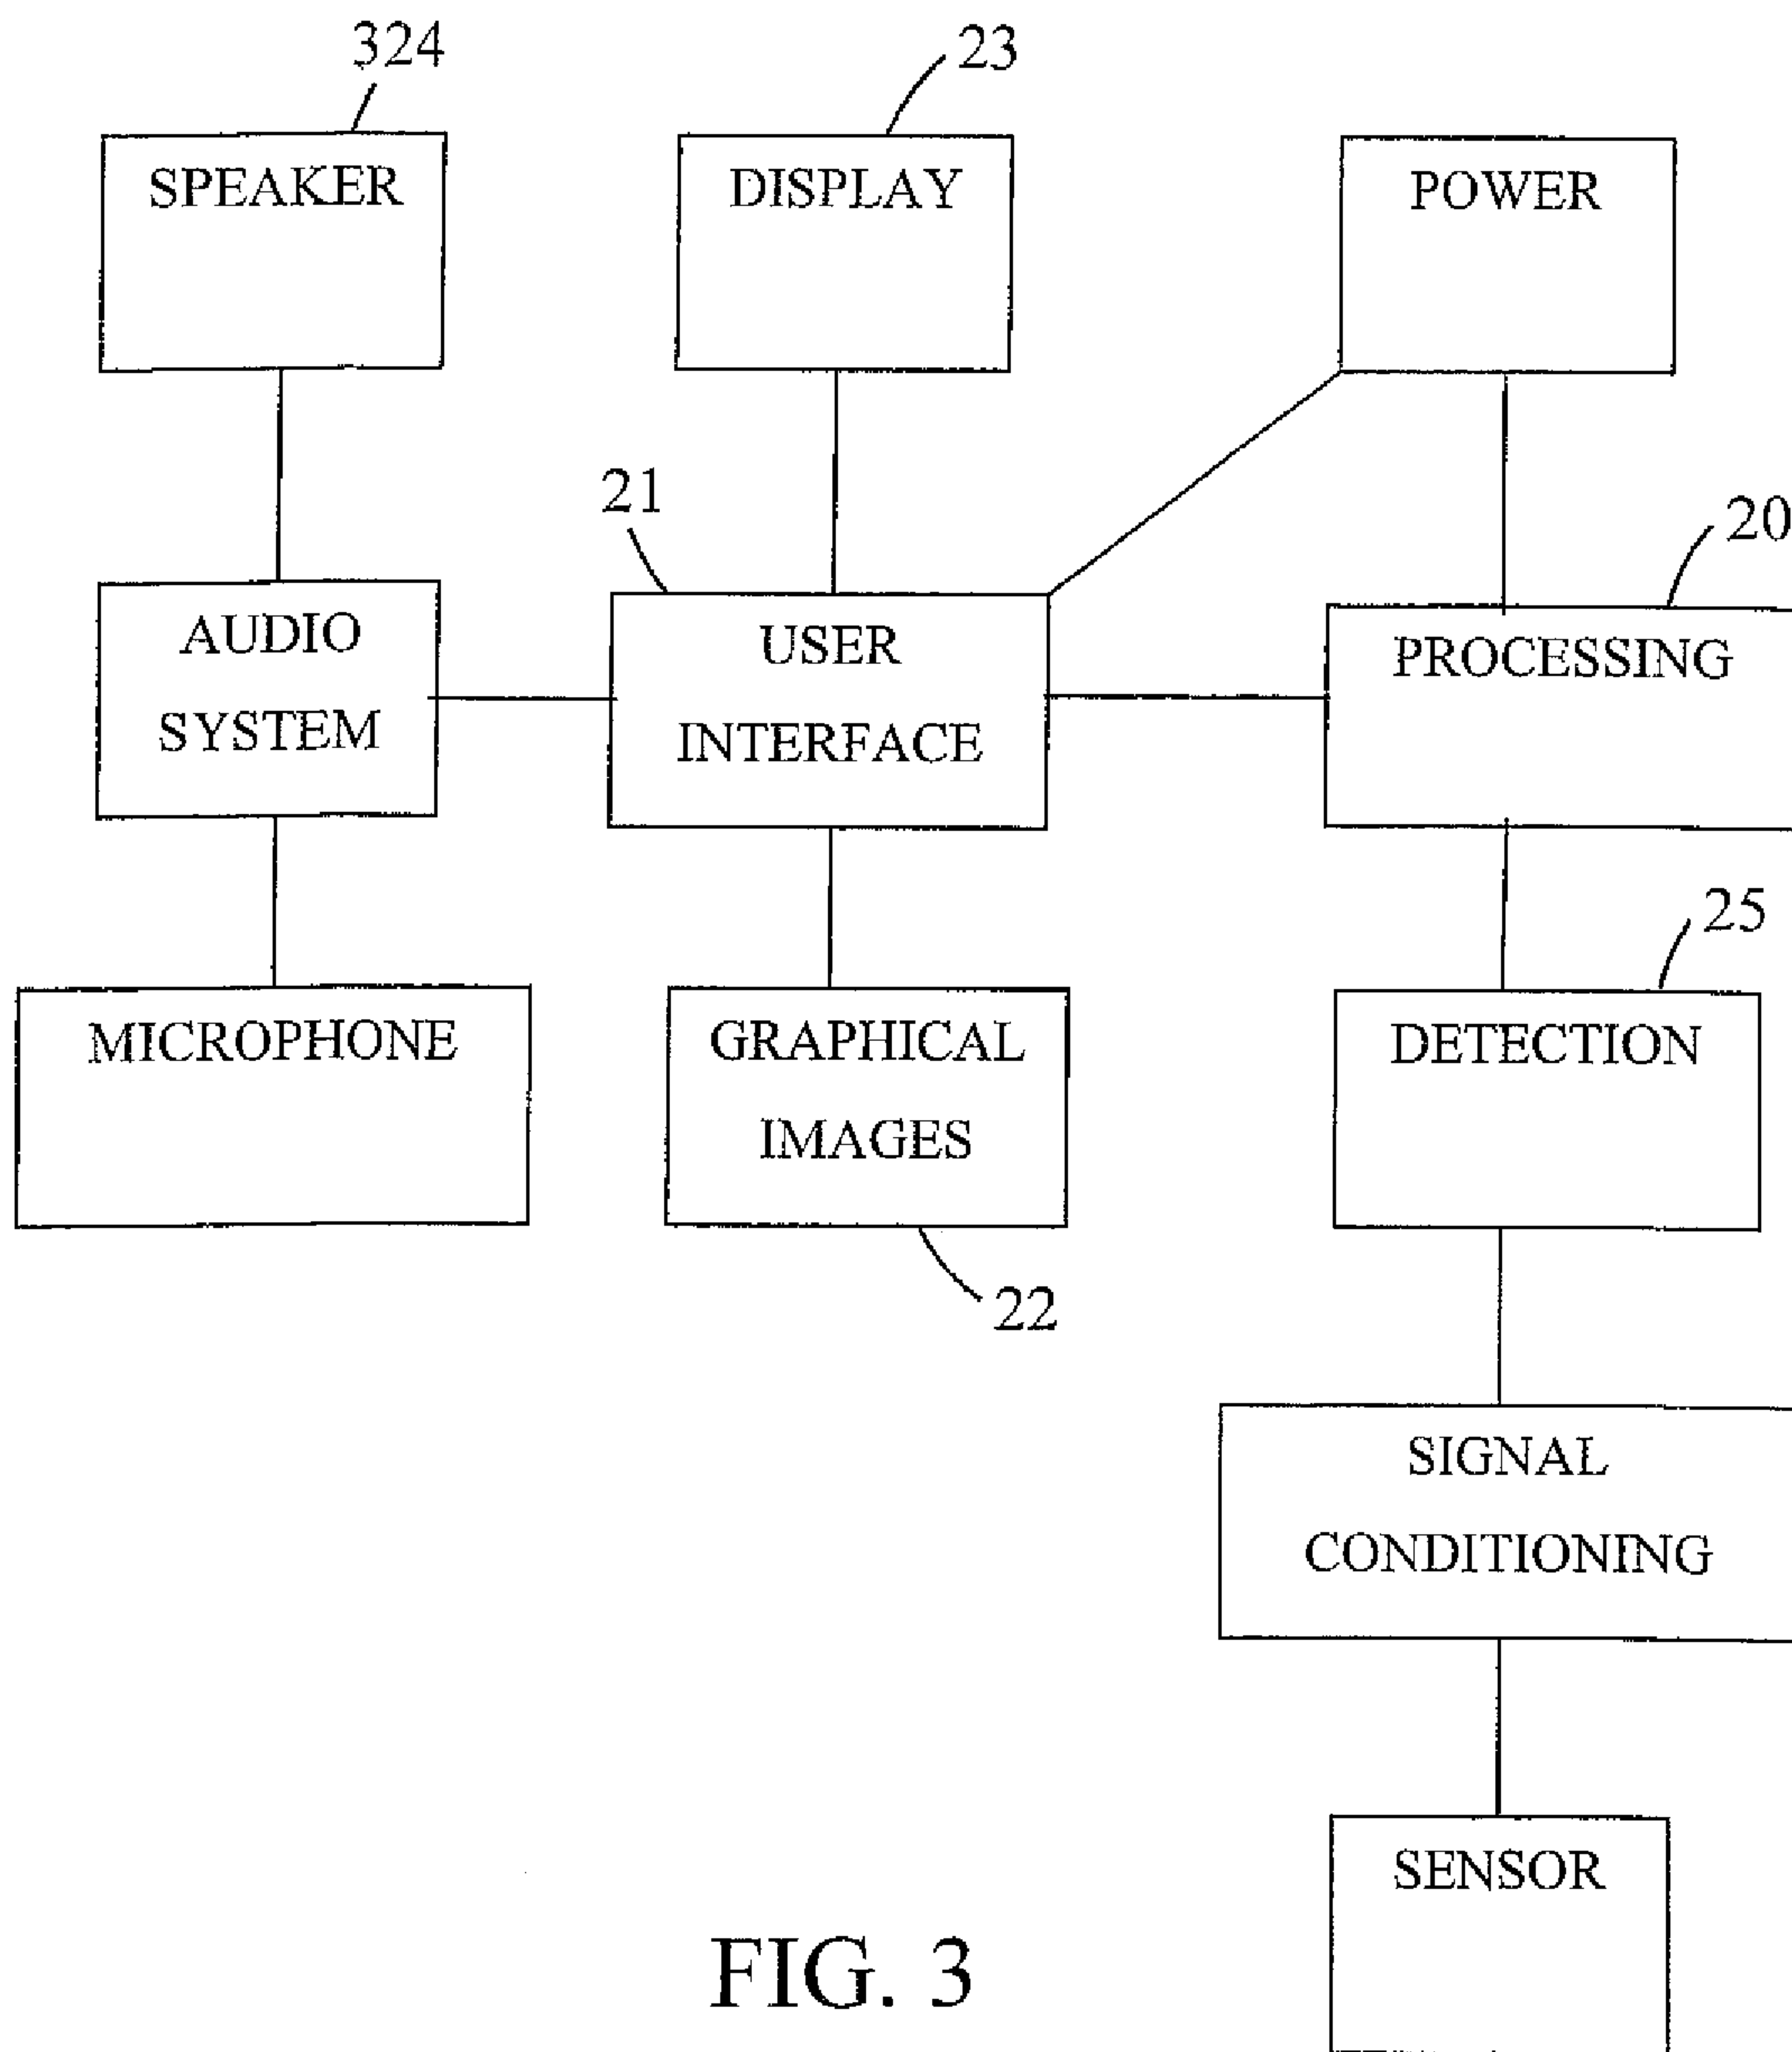 324
23
SPEAKER
DISPLAY
POWER
21
20
AUDIO
SYSTEM
USER
INTERFACE
PROCESSING
25
MICROPHONE
GRAPHICAL
IMAGES
DETECTION
22
SIGNAL
CONDITIONING
SENSOR
FIG. 3